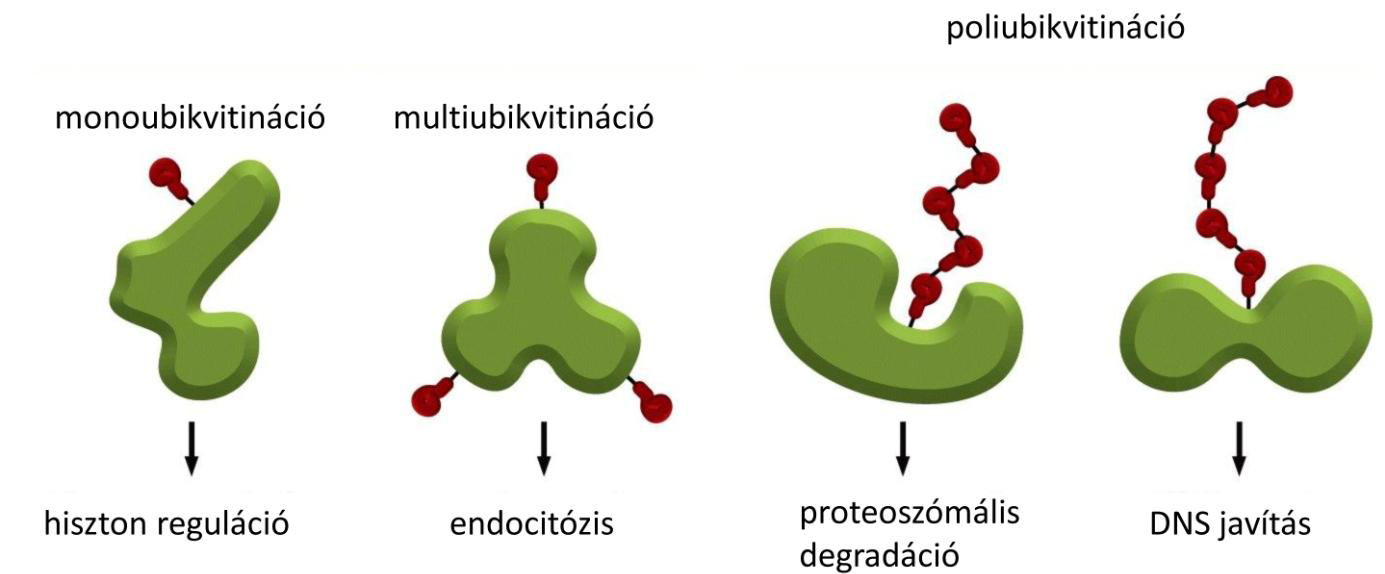 poliubikvitináció
monoubikvitináció
multiubikvitináció
hiszton reguláció
endocitózis
proteoszómális
degradáció
DNS javítás